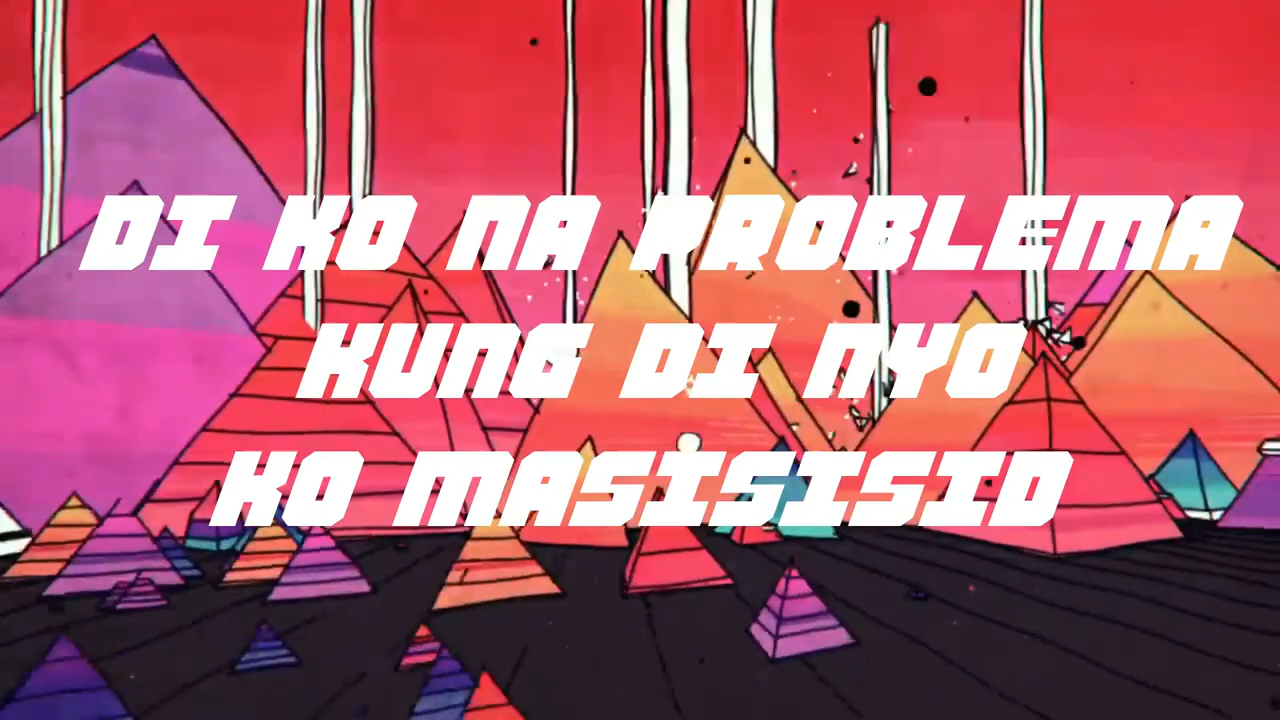 DI KO NA PROBLEMA
KUNG DI NYO
KO MASISISID